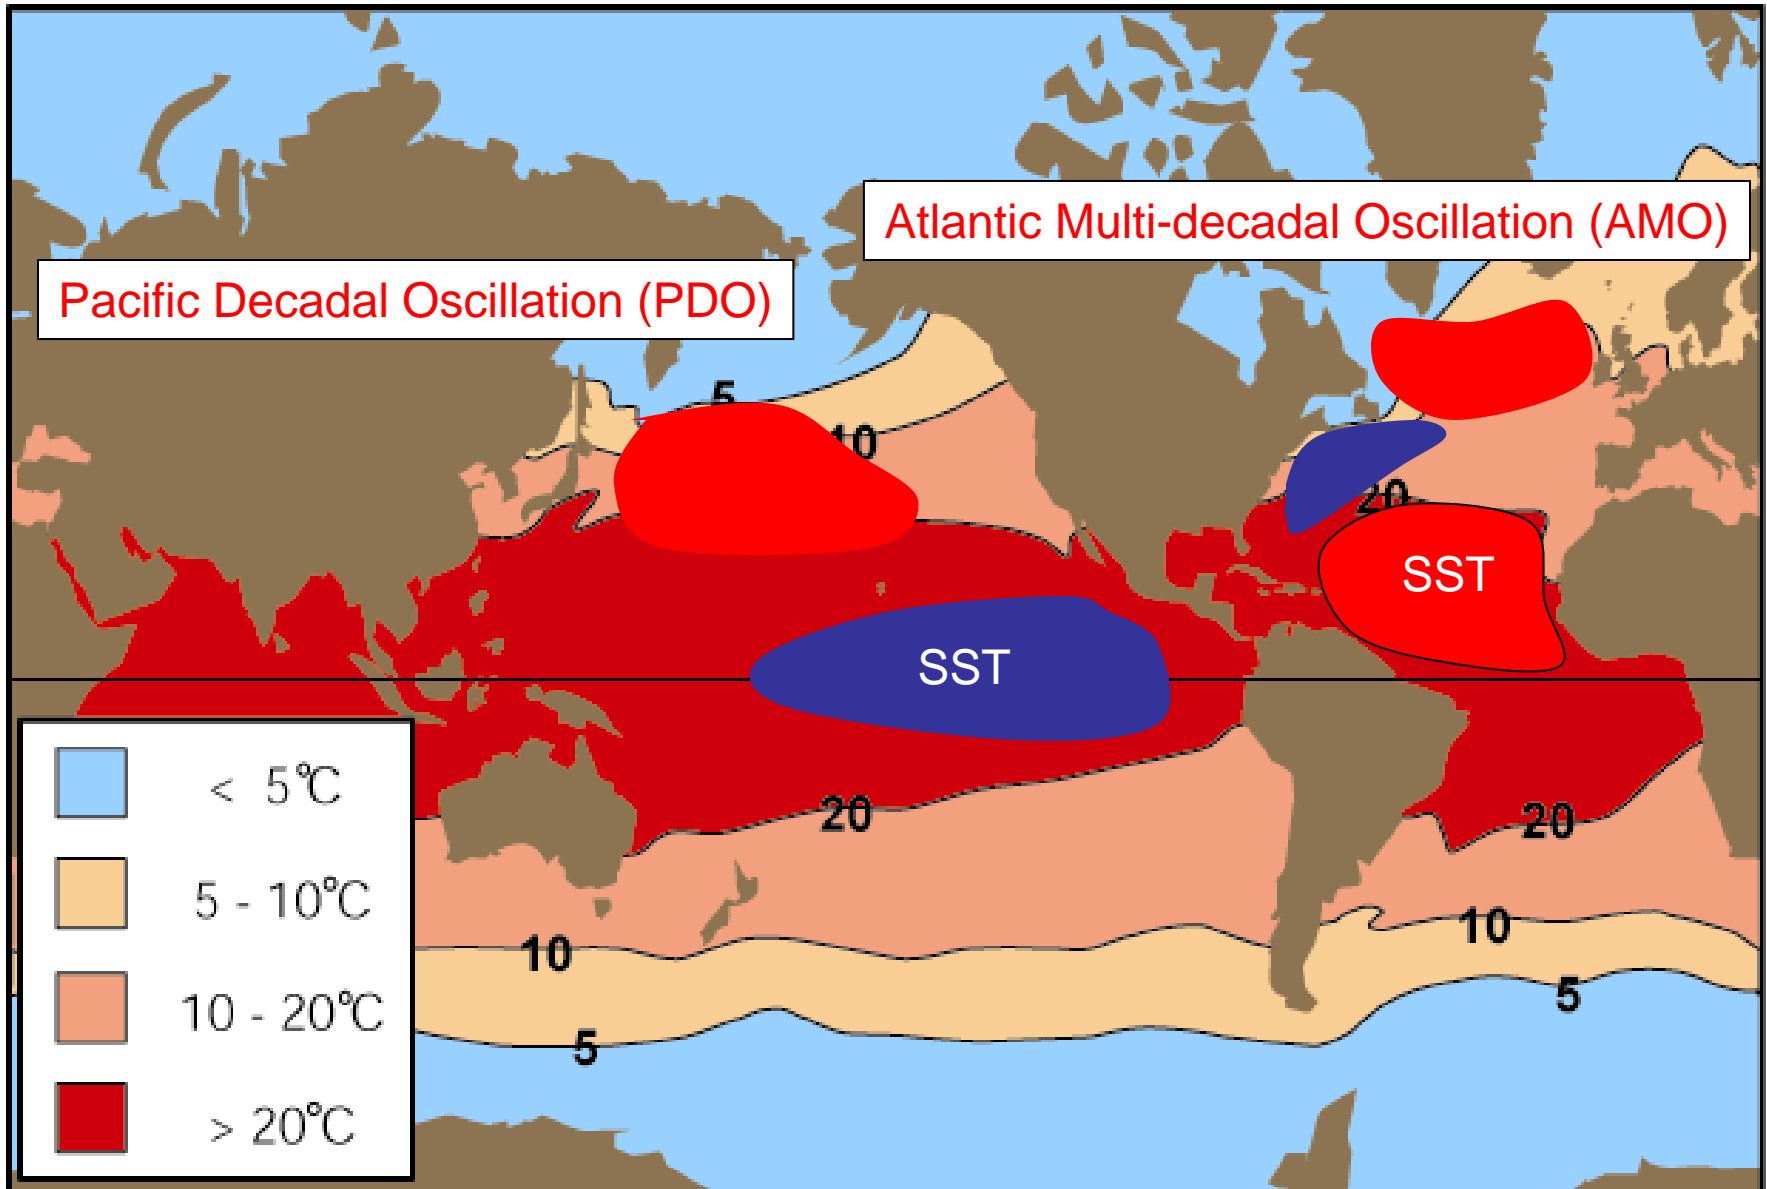 Atlantic Multi-decadal Oscillation (AMO)
Pacific Decadal Oscillation (PDO)
5
10
20
SST
SST
20
20
10
10
5
5
< 5°C
5 - 10°C
10 - 20°C
> 20°C